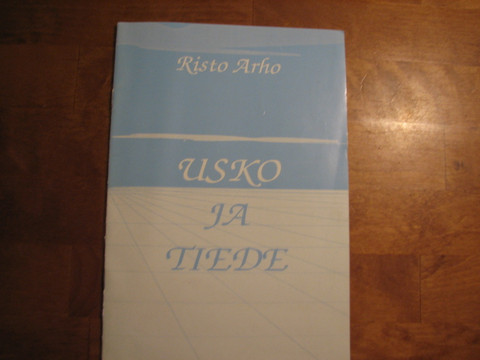 Risto Arho
USKO
JA
TIEDE